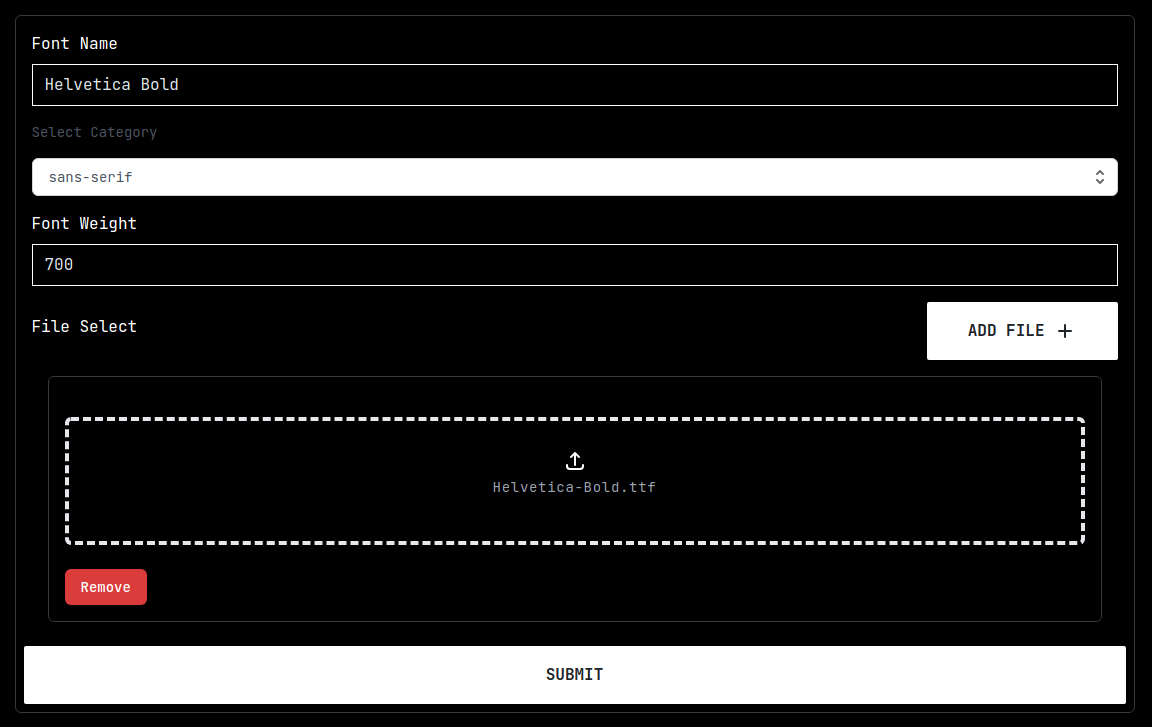 Font Name
Helvetica Bold
Select Category
sans-serif
Font Weight
700
File Select
ADD FILE +
Helvetica-Bold.ttf
Remove
SUBMIT